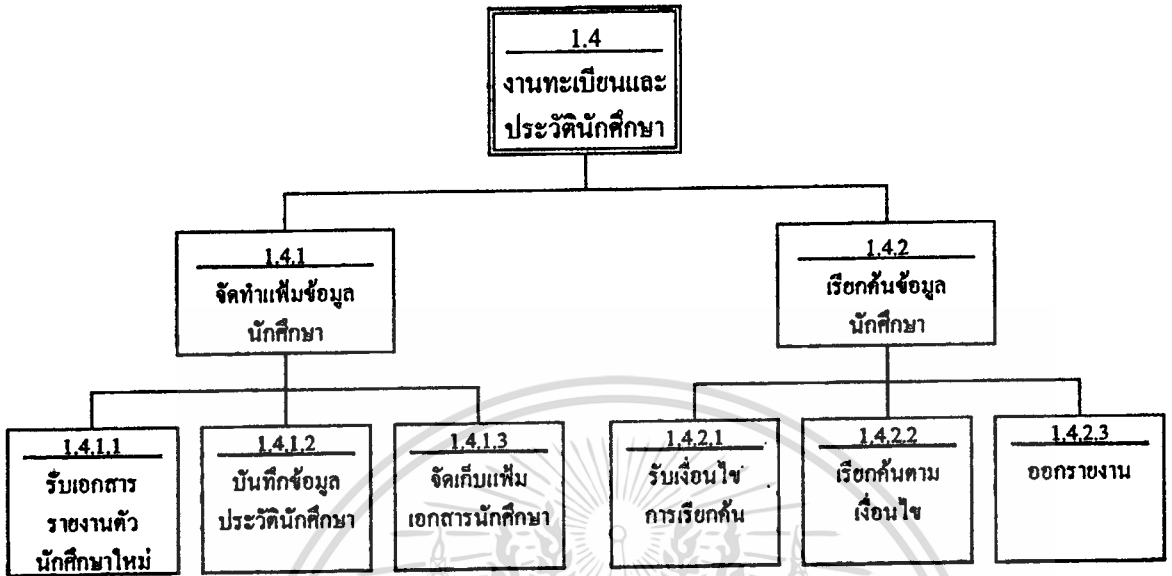 1.4
งานทะเบียนและ
ประวัตินักศึกษา
1.4.1
จัดทำแฟ้มข้อมูล
นักศึกษา
1.4.2
เรียกค้นข้อมูล
นักศึกษา
1.4.1.1
รับเอกสาร
รายงานตัว
นักศึกษาใหม่
1.4.1.2
บันทึกข้อมูล
ประวัตินักศึกษา
1.4.1.3
จัดเก็บแฟ้ม
เอกสารนักศึกษา
1.4.2.1
รับเงื่อนไข
การเรียกค้น
1.4.2.2
เรียกค้นตาม
เงื่อนไข
1.4.2.3
ออกรายงาน